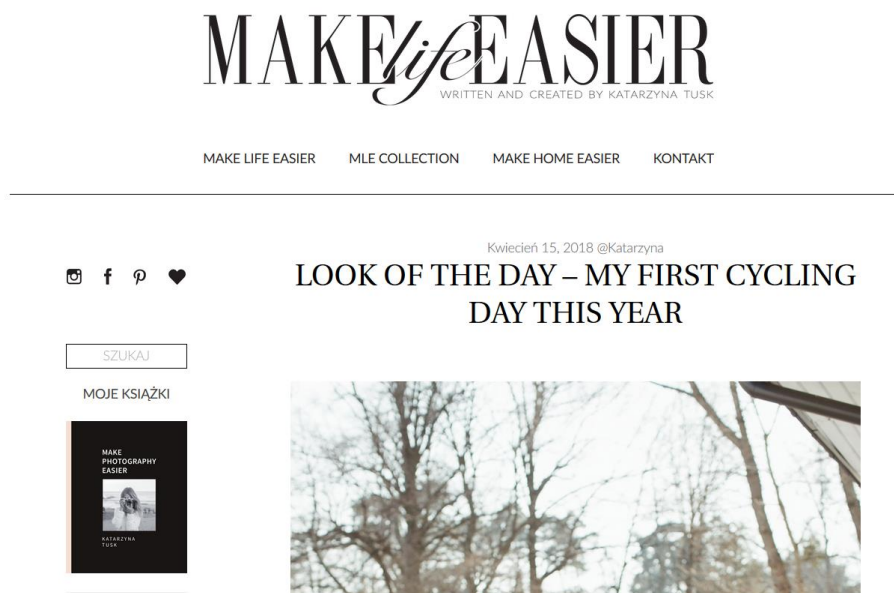 MAKE life EASIER
WRITTEN AND CREATED BY KATARZYNA TUSK
MAKE LIFE EASIER MLE COLLECTION MAKE HOME EASIER KONTAKT
Kwiecień 15, 2018 @Katarzyna
LOOK OF THE DAY – MY FIRST CYCLING
DAY THIS YEAR
SZUKAJ
MOJE KSIĄŻKI
MAKE
PHOTOGRAPHY
EASIER
KATARZYNA
TUSK